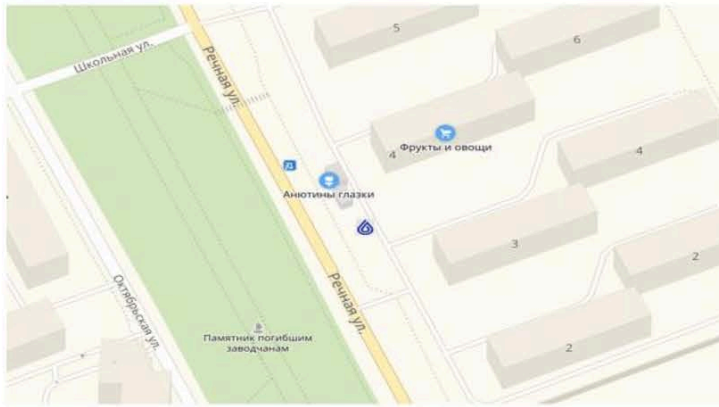 Школьная ул.
Речная ул.
5
6
Фрукты и овощи
4
4
Анютины глазки
3
2
Речная ул.
Октябрьская ул.
Памятник погибшим
заводчанам
2